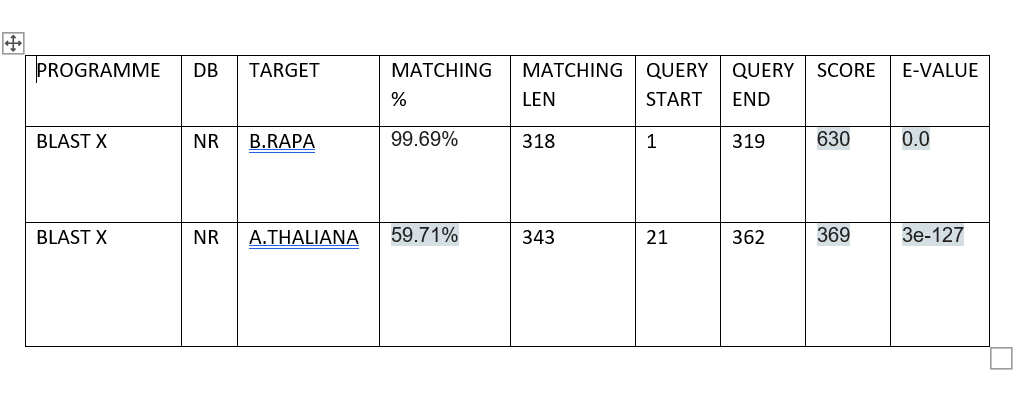 PROGRAMME DB TARGET MATCHING % MATCHING LEN QUERY START QUERY END SCORE E-VALUE
BLAST X NR B.RAPA 99.69% 318 1 319 630 0.0
BLAST X NR A.THALIANA 59.71% 343 21 362 369 3e-127